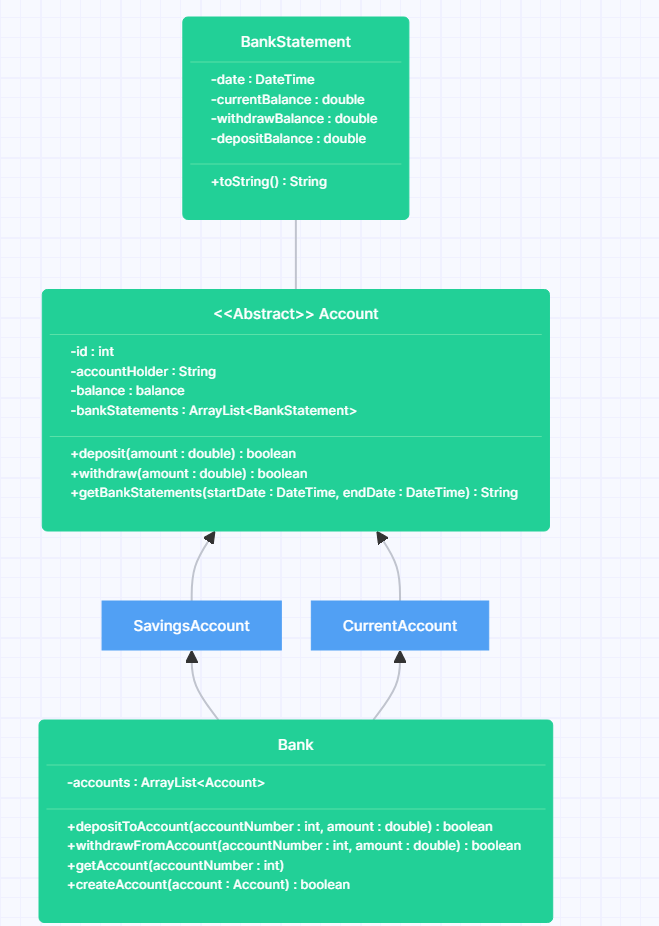 BankStatement
-date : DateTime
-currentBalance : double
-withdrawBalance : double
-depositBalance : double
+toString() : String
<<Abstract>> Account
-id : int
-accountHolder : String
-balance : balance
-bankStatements : ArrayList<BankStatement>
+deposit(amount : double) : boolean
+withdraw(amount : double) : boolean
+getBankStatements(startDate : DateTime, endDate : DateTime) : String
SavingsAccount
CurrentAccount
Bank
-accounts : ArrayList<Account>
+depositToAccount(accountNumber : int, amount : double) : boolean
+withdrawFromAccount(accountNumber : int, amount : double) : boolean
+getAccount(accountNumber : int)
+createAccount(account : Account) : boolean